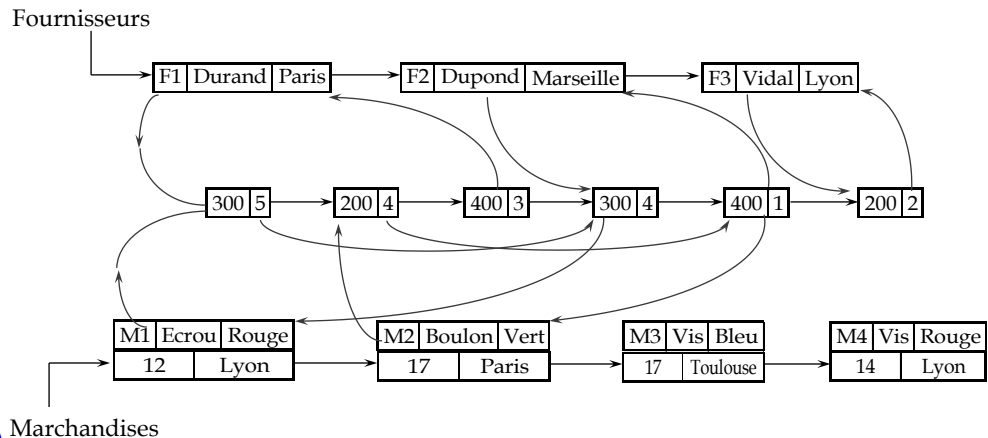 Fournisseurs
F1 Durand Paris F2 Dupond Marseille F3 Vidal Lyon
300 5 200 4 400 3 300 4 400 1 200 2
M1 Ecrou Rouge M2 Boulon Vert M3 Vis Bleu M4 Vis Rouge
12 Lyon 17 Paris 17 Toulouse 14 Lyon
Marchandises